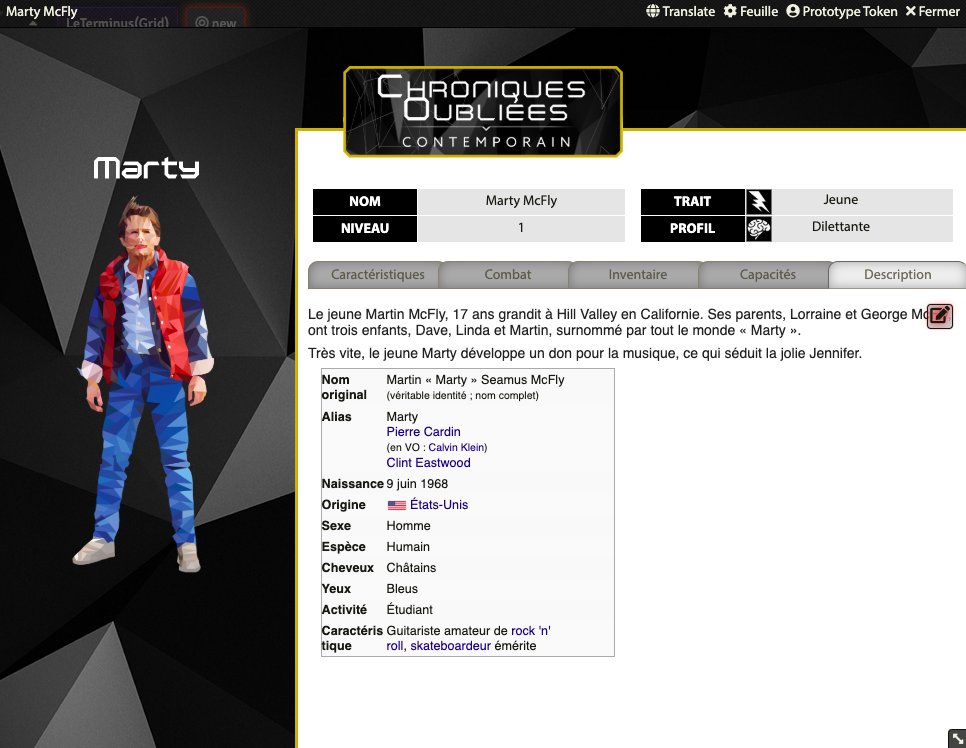 Marty McFly
LeTerminus(Grid)
new
Translate Feuille Prototype Token Fermer
CHRONIQUES
OUBLIÉES
CONTEMPORAIN
Marty
NOM Marty McFly
NIVEAU 1
TRAIT Jeune
PROFIL Dilettante
Caractéristiques Combat Inventaire Capacités Description
Le jeune Martin McFly, 17 ans grandit à Hill Valley en Californie. Ses parents, Lorraine et George
ont trois enfants, Dave, Linda et Martin, surnommé par tout le monde « Marty ».
Très vite, le jeune Marty développe un don pour la musique, ce qui séduit la jolie Jennifer.
Nom Martin « Marty » Seamus McFly
original (véritable identité ; nom complet)
Alias Marty
Pierre Cardin
(en VO : Calvin Klein)
Clint Eastwood
Naissance 9 juin 1968
Origine États-Unis
Sexe Homme
Espèce Humain
Cheveux Châtains
Yeux Bleus
Activité Étudiant
Caractéris Guitariste amateur de rock 'n'
tique roll, skateboardeur émérite